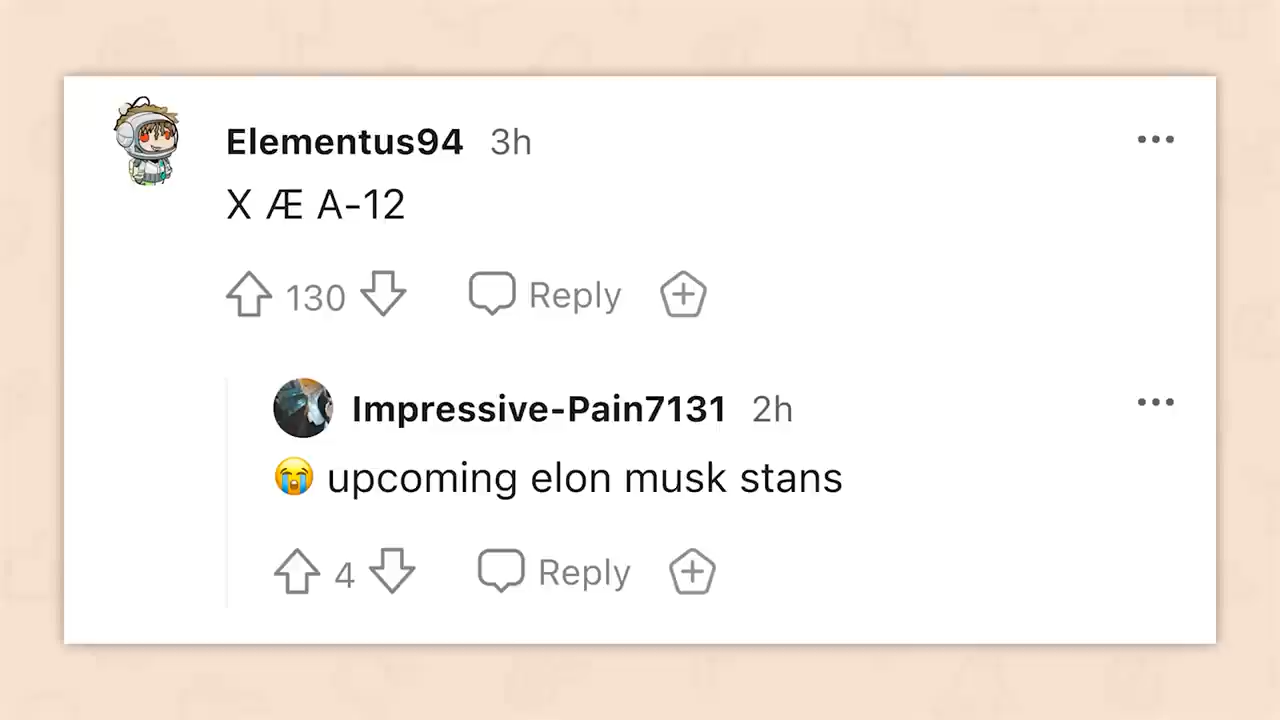 Elementus94 3h
X Æ A-12
130 Reply
Impressive-Pain7131 2h
😭 upcoming elon musk stans
4 Reply